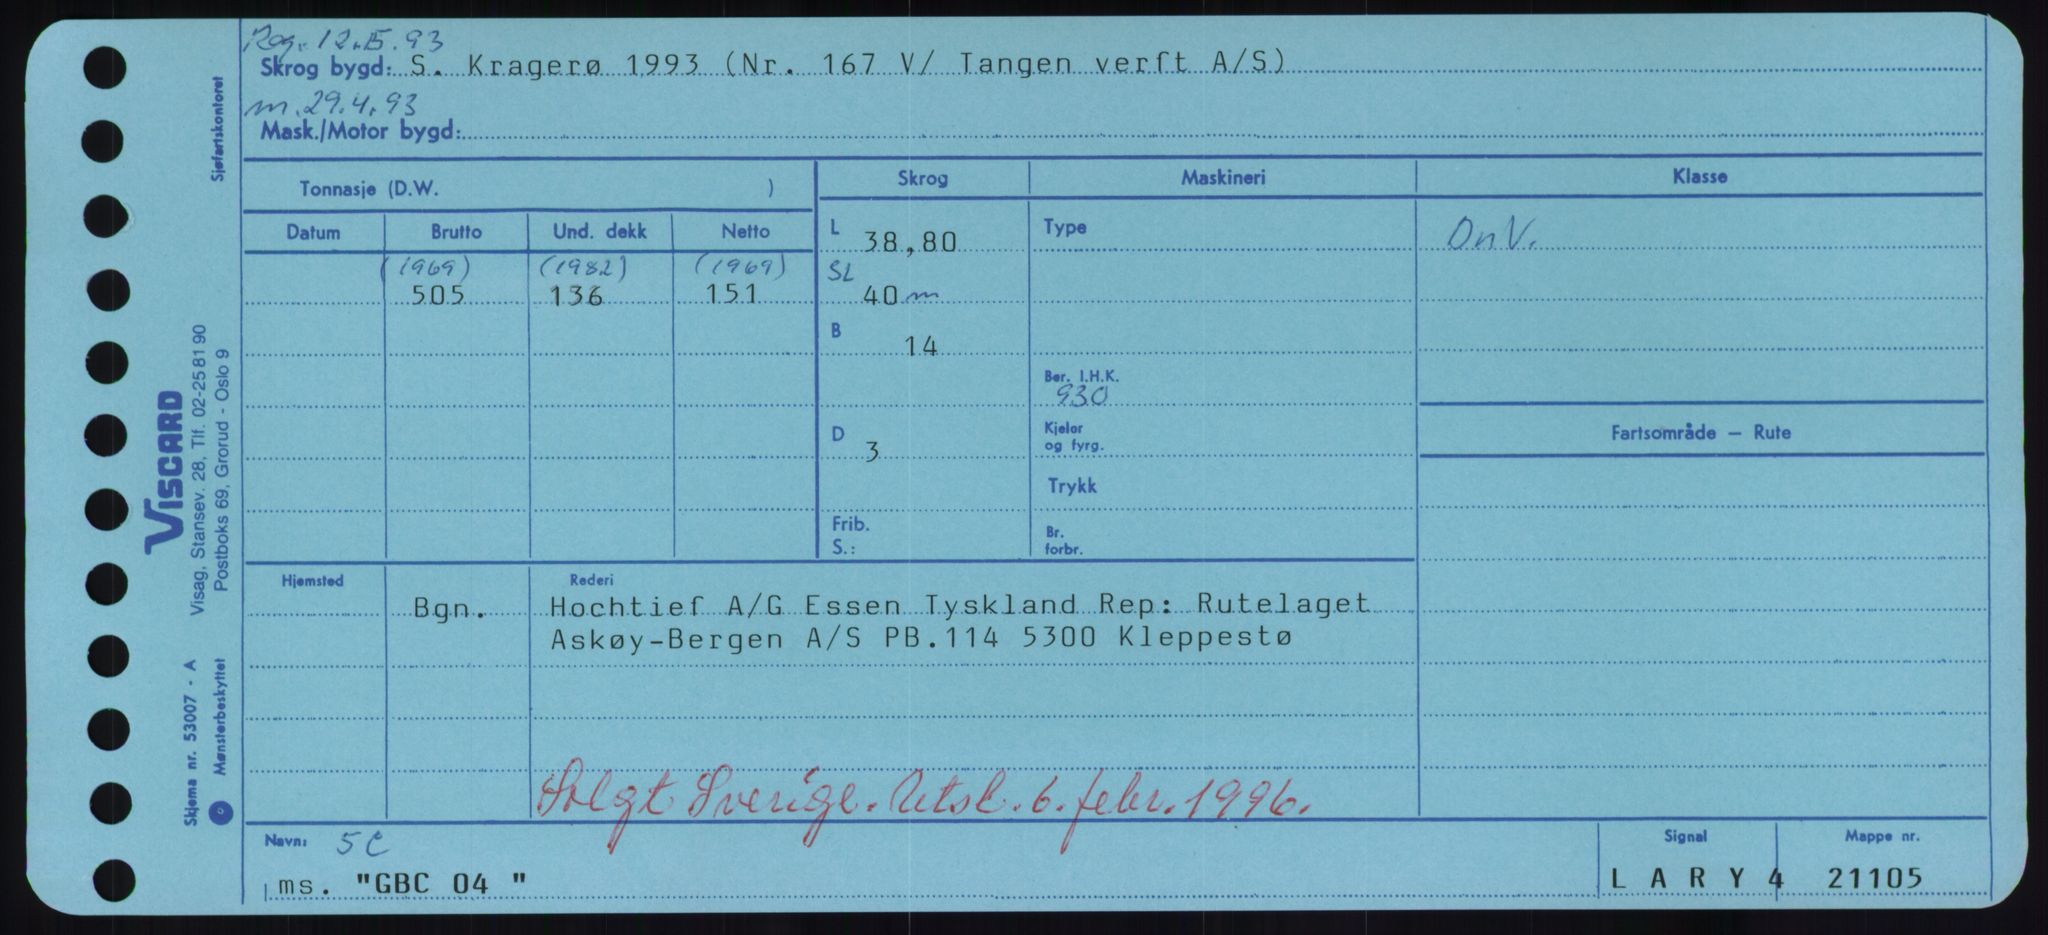 Reg. 12.5.93
Skrog bygd: S. Kragerø 1993 (Nr. 167 V/ Tangen verft A/S)
m. 29.4.93
Mask./Motor bygd:
Tonnasje (D.W. )
Datum Brutto Und. dekk Netto
(1969) (1982) (1969)
505 136 151
Skrog
L 38,80
SL 40 m
B 14
D 3
Frib.
S.:
Maskineri
Type
Ber. I.H.K.
930
Kjeler
og fyrg.
Trykk
Br.
forbr.
Klasse
DnV.
Fartsområde — Rute
Hjemsted Rederi
Bgn. Hochtief A/G Essen Tyskland Rep: Rutelaget
Askøy-Bergen A/S PB.114 5300 Kleppestø
Solgt Sverige. Utsl. 6. febr. 1996.
Navn: 5c
ms. "GBC 04 "
Signal
L A R Y 4
Mappe nr.
21105
Sjøfartskontoret
VISCARD
Visag, Stansev. 28, Tlf. 02-25 81 90
Postboks 69, Grorud - Oslo 9
Skjema nr. 53007 - A
Mønsterbeskyttet